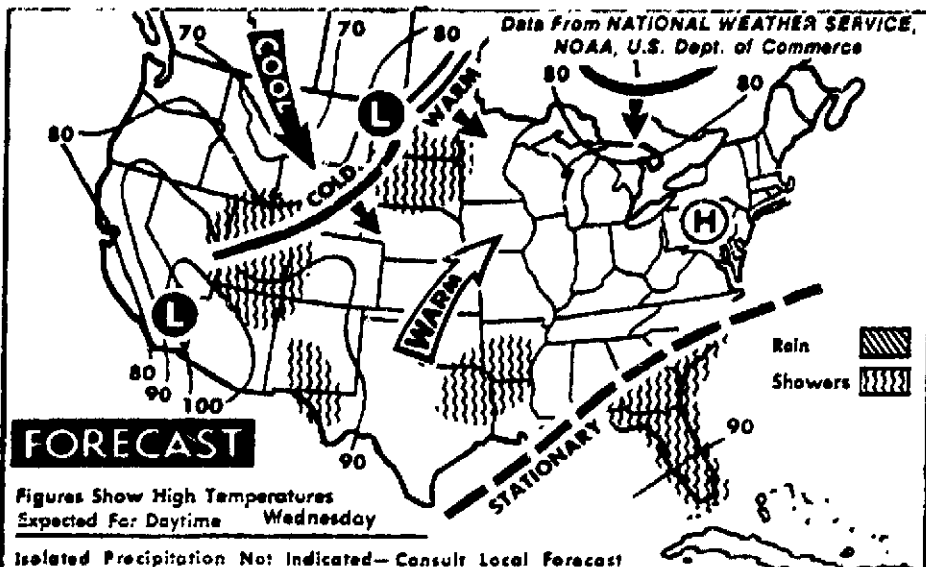 Data From NATIONAL WEATHER SERVICE,
NOAA, U.S. Dept. of Commerce
70
70
80
80
80
COOL
L
WARM
80
80
COLD
H
WARM
L
80
90
100
90
90
STATIONARY
Rain
Showers
FORECAST
Figures Show High Temperatures
Expected For Daytime Wednesday
Isolated Precipitation Not Indicated—Consult Local Forecast